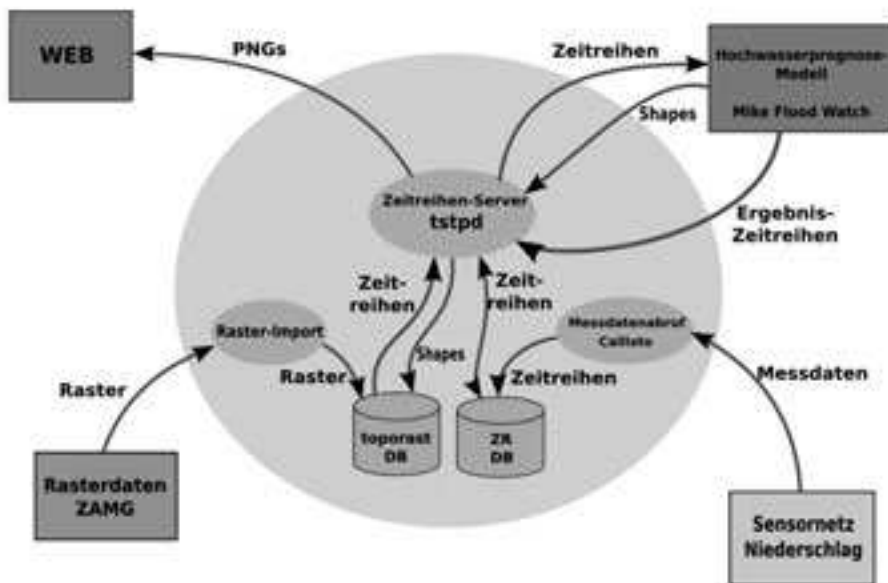 WEB
PNGs
Zeitreihen
Hochwasserprognose-
Modell
Mike Flood Watch
Shapes
Zeitreihen-Server
tstpd
Ergebnis-
Zeitreihen
Zeit-
reihen
Zeit-
reihen
Raster-Import
Messdatenabruf
Callisto
Shapes
Raster
Zeitreihen
Messdaten
Raster
toporast
DB
ZR
DB
Rasterdaten
ZAMG
Sensornetz
Niederschlag